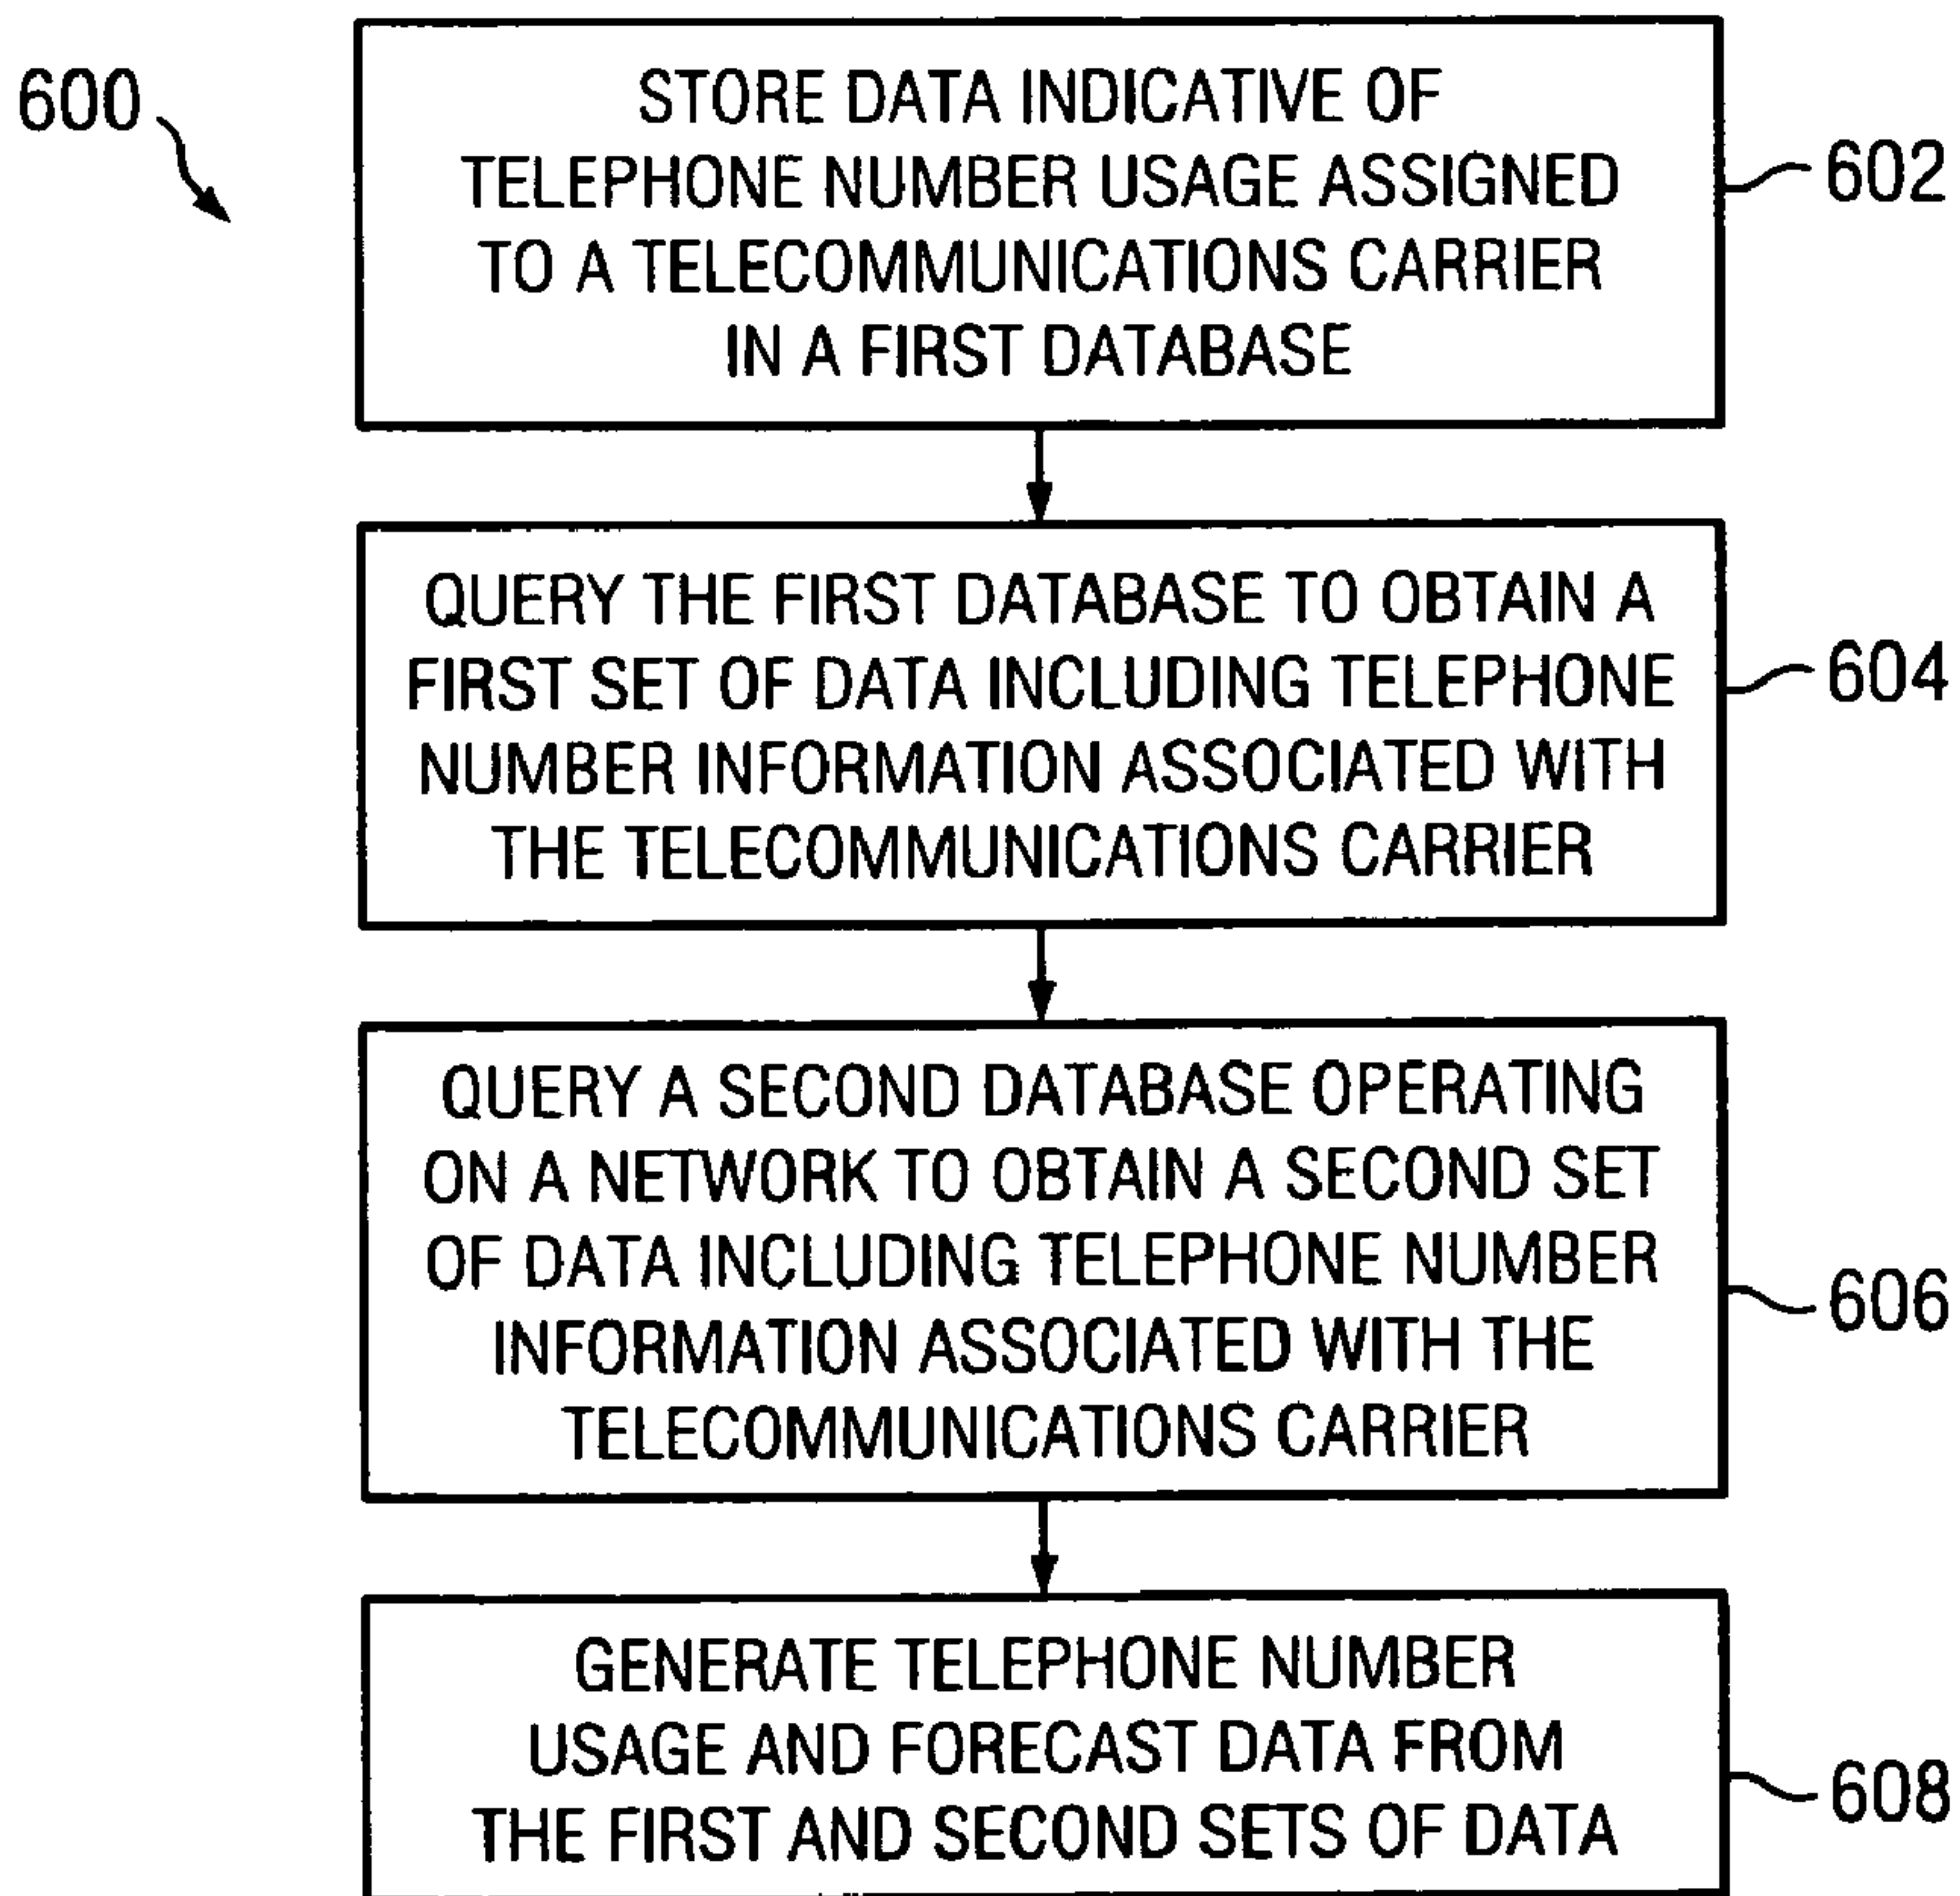 600
STORE DATA INDICATIVE OF
TELEPHONE NUMBER USAGE ASSIGNED
TO A TELECOMMUNICATIONS CARRIER
IN A FIRST DATABASE
602
QUERY THE FIRST DATABASE TO OBTAIN A
FIRST SET OF DATA INCLUDING TELEPHONE
NUMBER INFORMATION ASSOCIATED WITH
THE TELECOMMUNICATIONS CARRIER
604
QUERY A SECOND DATABASE OPERATING
ON A NETWORK TO OBTAIN A SECOND SET
OF DATA INCLUDING TELEPHONE NUMBER
INFORMATION ASSOCIATED WITH THE
TELECOMMUNICATIONS CARRIER
606
GENERATE TELEPHONE NUMBER
USAGE AND FORECAST DATA FROM
THE FIRST AND SECOND SETS OF DATA
608